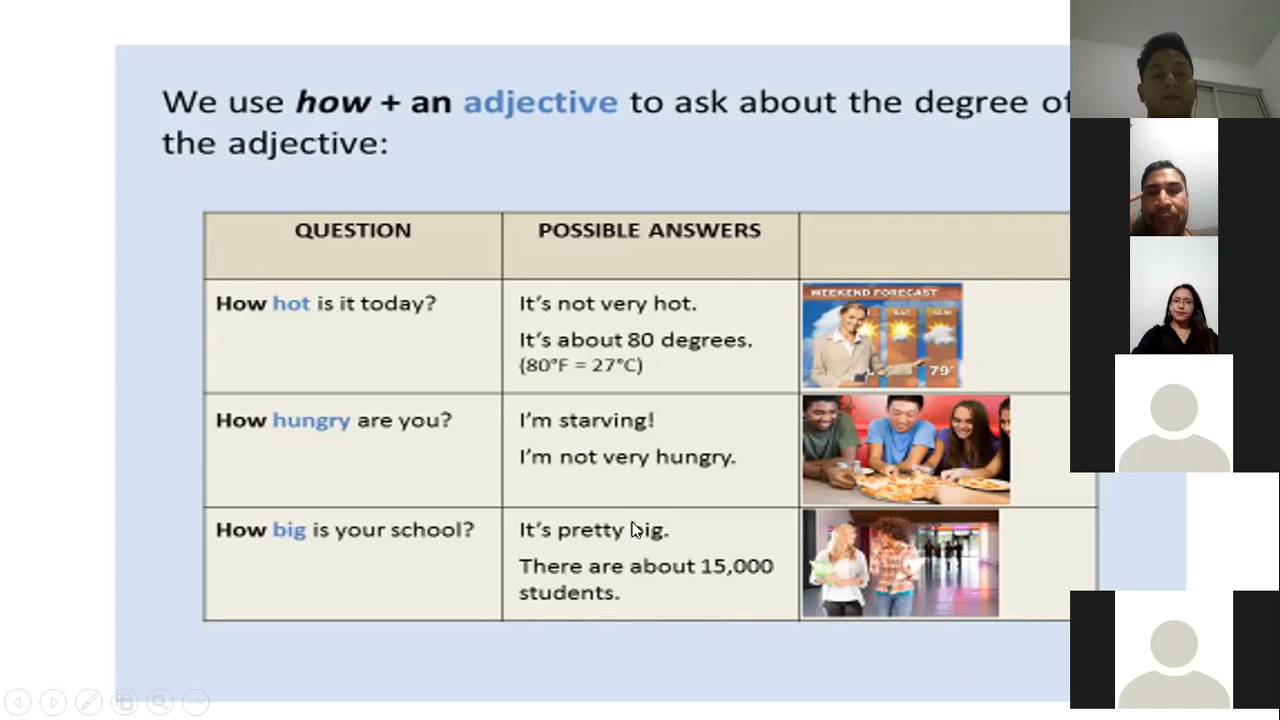 We use how + an adjective to ask about the degree of
the adjective:
QUESTION
POSSIBLE ANSWERS
How hot is it today?
It's not very hot.
It's about 80 degrees.
(80°F = 27°C)
WEEKEND FORECAST
SAT
SUN
79°
How hungry are you?
I'm starving!
I'm not very hungry.
How big is your school?
It's pretty big.
There are about 15,000
students.